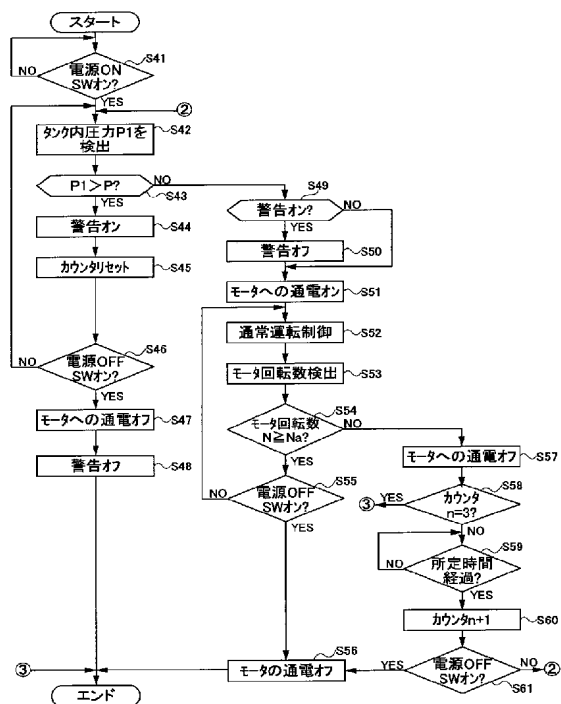 スタート
電源ON
SWオン?
S41
NO
YES
②
タンク内圧力P1を
検出
S42
P1>P?
S43
NO
YES
警告オン
S44
カウンタリセット
S45
電源OFF
SWオン?
S46
NO
YES
モータへの通電オフ
S47
警告オフ
S48
③
エンド
警告オン?
S49
NO
YES
警告オフ
S50
モータへの通電オン
S51
通常運転制御
S52
モータ回転数検出
S53
モータ回転数
N≧Na?
S54
NO
YES
電源OFF
SWオン?
S55
NO
YES
モータの通電オフ
S56
モータへの通電オフ
S57
カウンタ
n=3?
S58
YES
③
NO
所定時間
経過?
S59
NO
YES
カウンタn+1
S60
電源OFF
SWオン?
S61
YES
NO
②